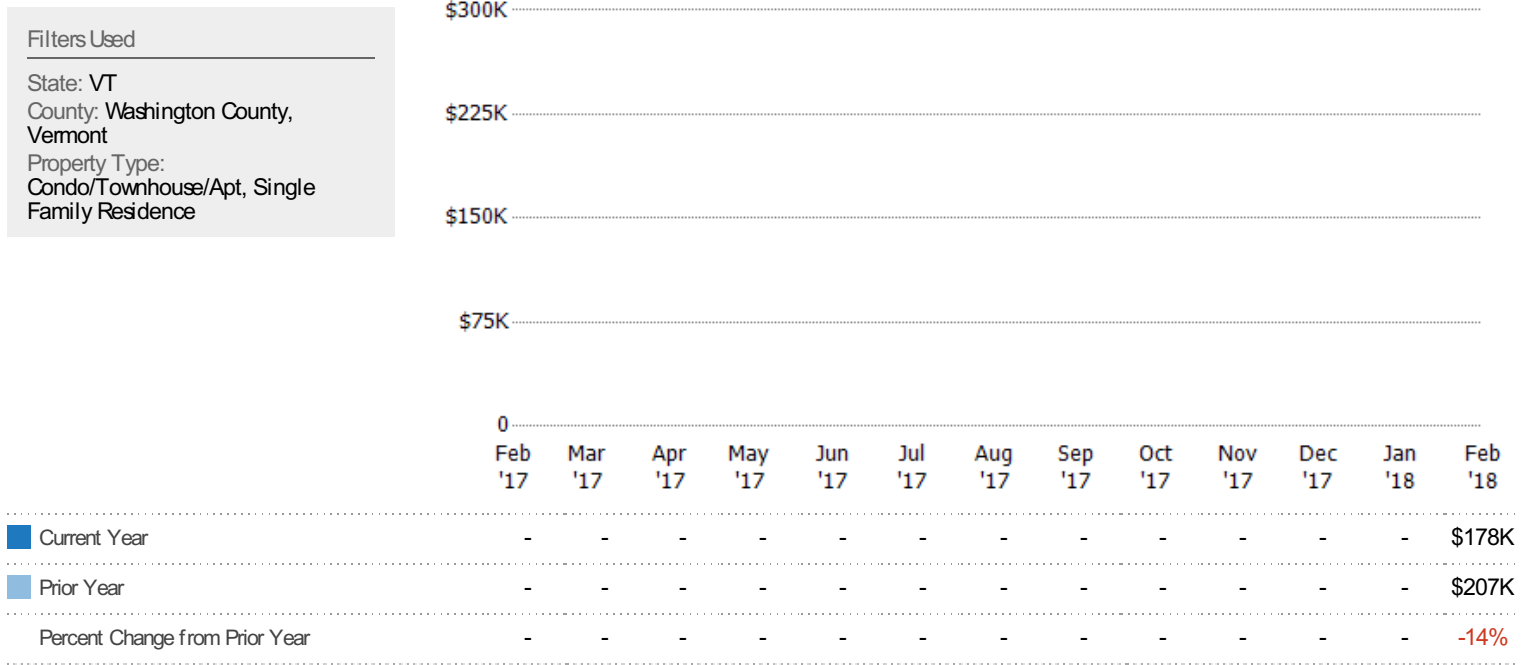 Filters Used
State: VT
County: Washington County,
Vermont
Property Type:
Condo/Townhouse/Apt, Single
Family Residence
$300K
$225K
$150K
$75K
0
Feb Mar Apr May Jun Jul Aug Sep Oct Nov Dec Jan Feb
'17 '17 '17 '17 '17 '17 '17 '17 '17 '17 '17 '18 '18
Current Year - - - - - - - - - - - - $178K
Prior Year - - - - - - - - - - - - $207K
Percent Change from Prior Year - - - - - - - - - - - - -14%